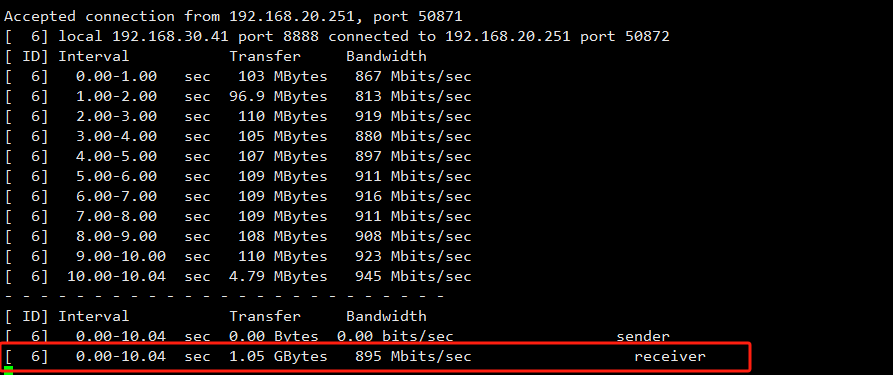 Accepted connection from 192.168.20.251, port 50871
[  6] local 192.168.30.41 port 8888 connected to 192.168.20.251 port 50872
[ ID] Interval           Transfer     Bandwidth
[  6]   0.00-1.00   sec   103 MBytes   867 Mbits/sec
[  6]   1.00-2.00   sec  96.9 MBytes   813 Mbits/sec
[  6]   2.00-3.00   sec   110 MBytes   919 Mbits/sec
[  6]   3.00-4.00   sec   105 MBytes   880 Mbits/sec
[  6]   4.00-5.00   sec   107 MBytes   897 Mbits/sec
[  6]   5.00-6.00   sec   109 MBytes   911 Mbits/sec
[  6]   6.00-7.00   sec   109 MBytes   916 Mbits/sec
[  6]   7.00-8.00   sec   109 MBytes   911 Mbits/sec
[  6]   8.00-9.00   sec   108 MBytes   908 Mbits/sec
[  6]   9.00-10.00  sec   110 MBytes   923 Mbits/sec
[  6]  10.00-10.04  sec  4.79 MBytes   945 Mbits/sec
- - - - - - - - - - - - - - - - - - - - - - - - -
[ ID] Interval           Transfer     Bandwidth
[  6]   0.00-10.04  sec  0.00 Bytes  0.00 bits/sec                  sender
[  6]   0.00-10.04  sec  1.05 GBytes   895 Mbits/sec                  receiver